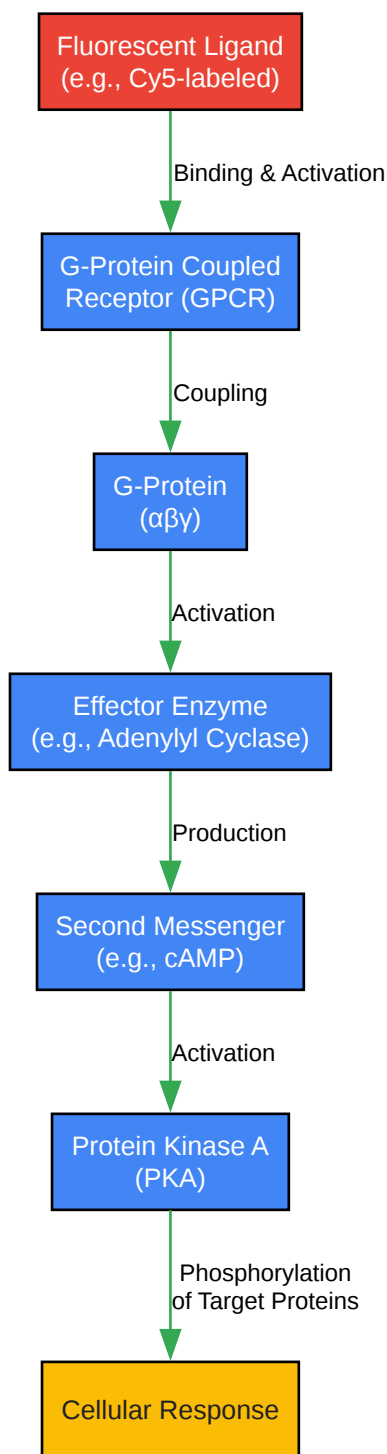 Fluorescent Ligand
(e.g., Cy5-labeled)
Binding & Activation
G-Protein Coupled
Receptor (GPCR)
Coupling
G-Protein
(αβγ)
Activation
Effector Enzyme
(e.g., Adenylyl Cyclase)
Production
Second Messenger
(e.g., cAMP)
Activation
Protein Kinase A
(PKA)
Phosphorylation
of Target Proteins
Cellular Response